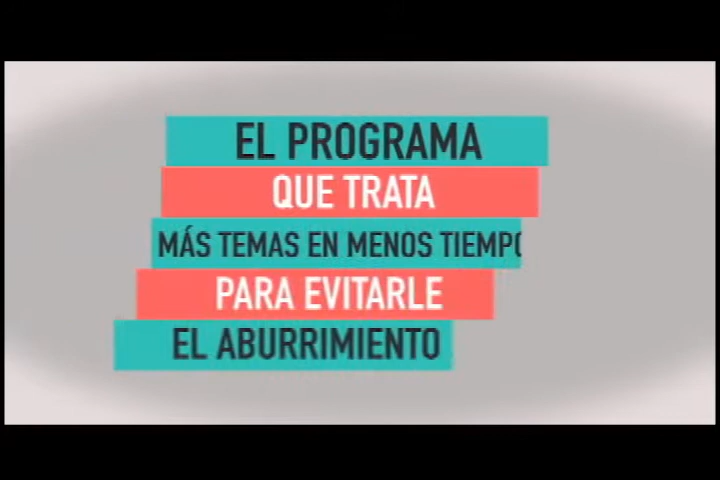 EL PROGRAMA
QUE TRATA
MÁS TEMAS EN MENOS TIEMPO
PARA EVITARLE
EL ABURRIMIENTO